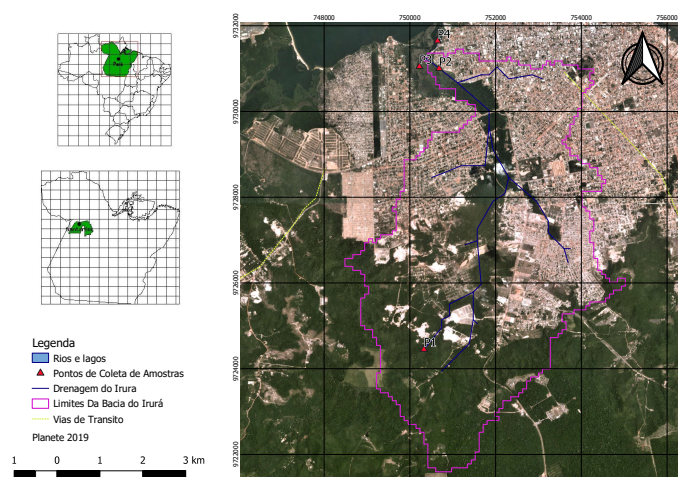 748000 750000 752000 754000 756000
9732000
9730000
9728000
9726000
9724000
9722000
P4
P3
P2
P1
Pará
Legenda
Rios e lagos
Pontos de Coleta de Amostras
Drenagem do Irura
Limites Da Bacia do Irurá
Vias de Transito
Planete 2019
1 0 1 2 3 km